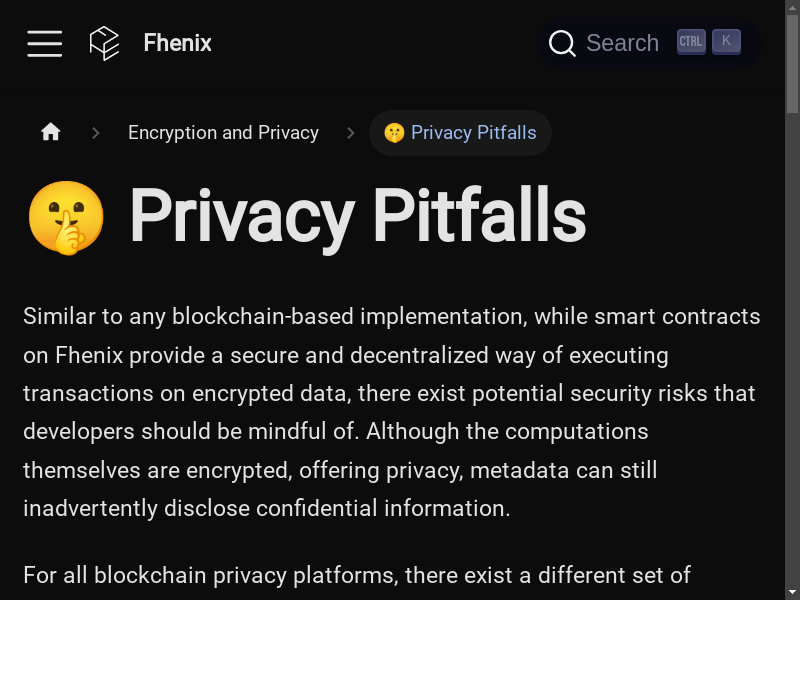 Fhenix
Search CTRL K
Encryption and Privacy
🤫 Privacy Pitfalls
🤫 Privacy Pitfalls
Similar to any blockchain-based implementation, while smart contracts
on Fhenix provide a secure and decentralized way of executing
transactions on encrypted data, there exist potential security risks that
developers should be mindful of. Although the computations
themselves are encrypted, offering privacy, metadata can still
inadvertently disclose confidential information.
For all blockchain privacy platforms, there exist a different set of